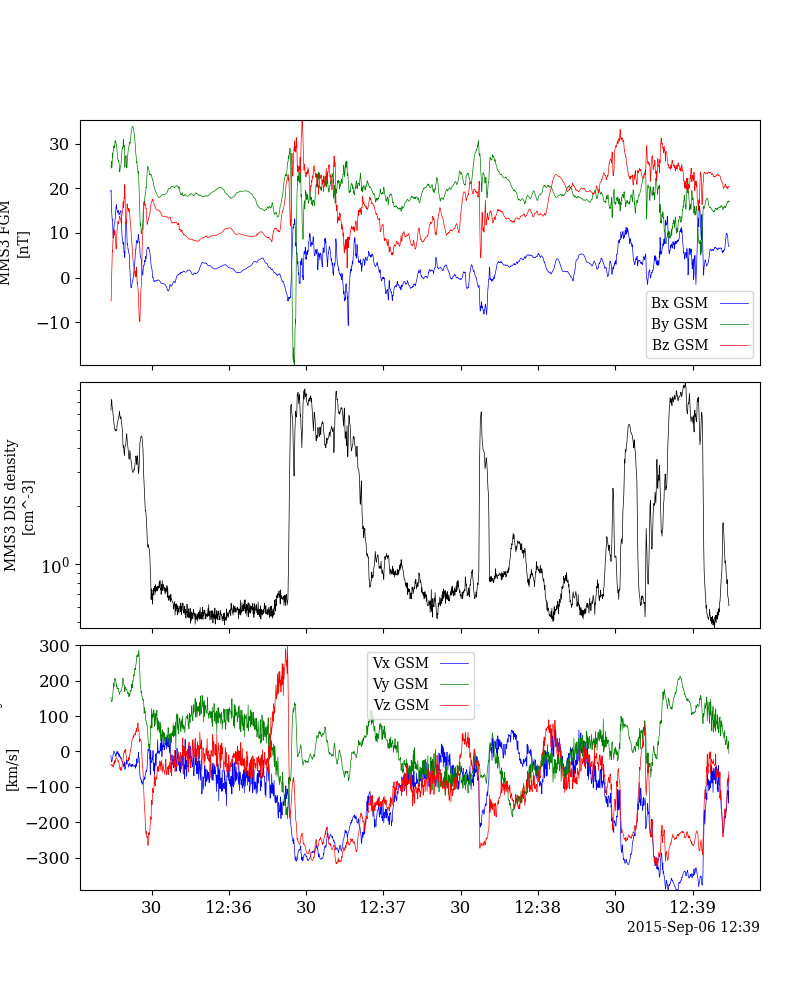 30
20
10
0
−10
MMS3 FGM
[nT]
Bx GSM
By GSM
Bz GSM
10^0
MMS3 DIS density
[cm^-3]
300
200
100
0
−100
−200
−300
[km/s]
Vx GSM
Vy GSM
Vz GSM
30 12:36 30 12:37 30 12:38 30 12:39
2015-Sep-06 12:39